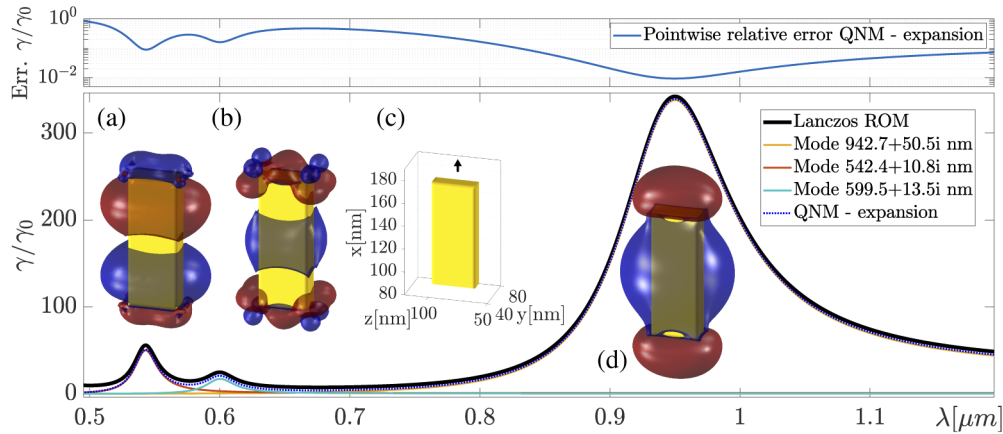 Err. γ/γ₀
10⁰
10⁻²
Pointwise relative error QNM - expansion
(a)
(b)
(c)
(d)
γ/γ₀
300
200
100
0
Lanczos ROM
Mode 942.7+50.5i nm
Mode 542.4+10.8i nm
Mode 599.5+13.5i nm
QNM - expansion
x[nm]
180
160
140
120
100
80
z[nm]
100
50
40
80
y[nm]
0.5
0.6
0.7
0.8
0.9
1
1.1
λ[μm]